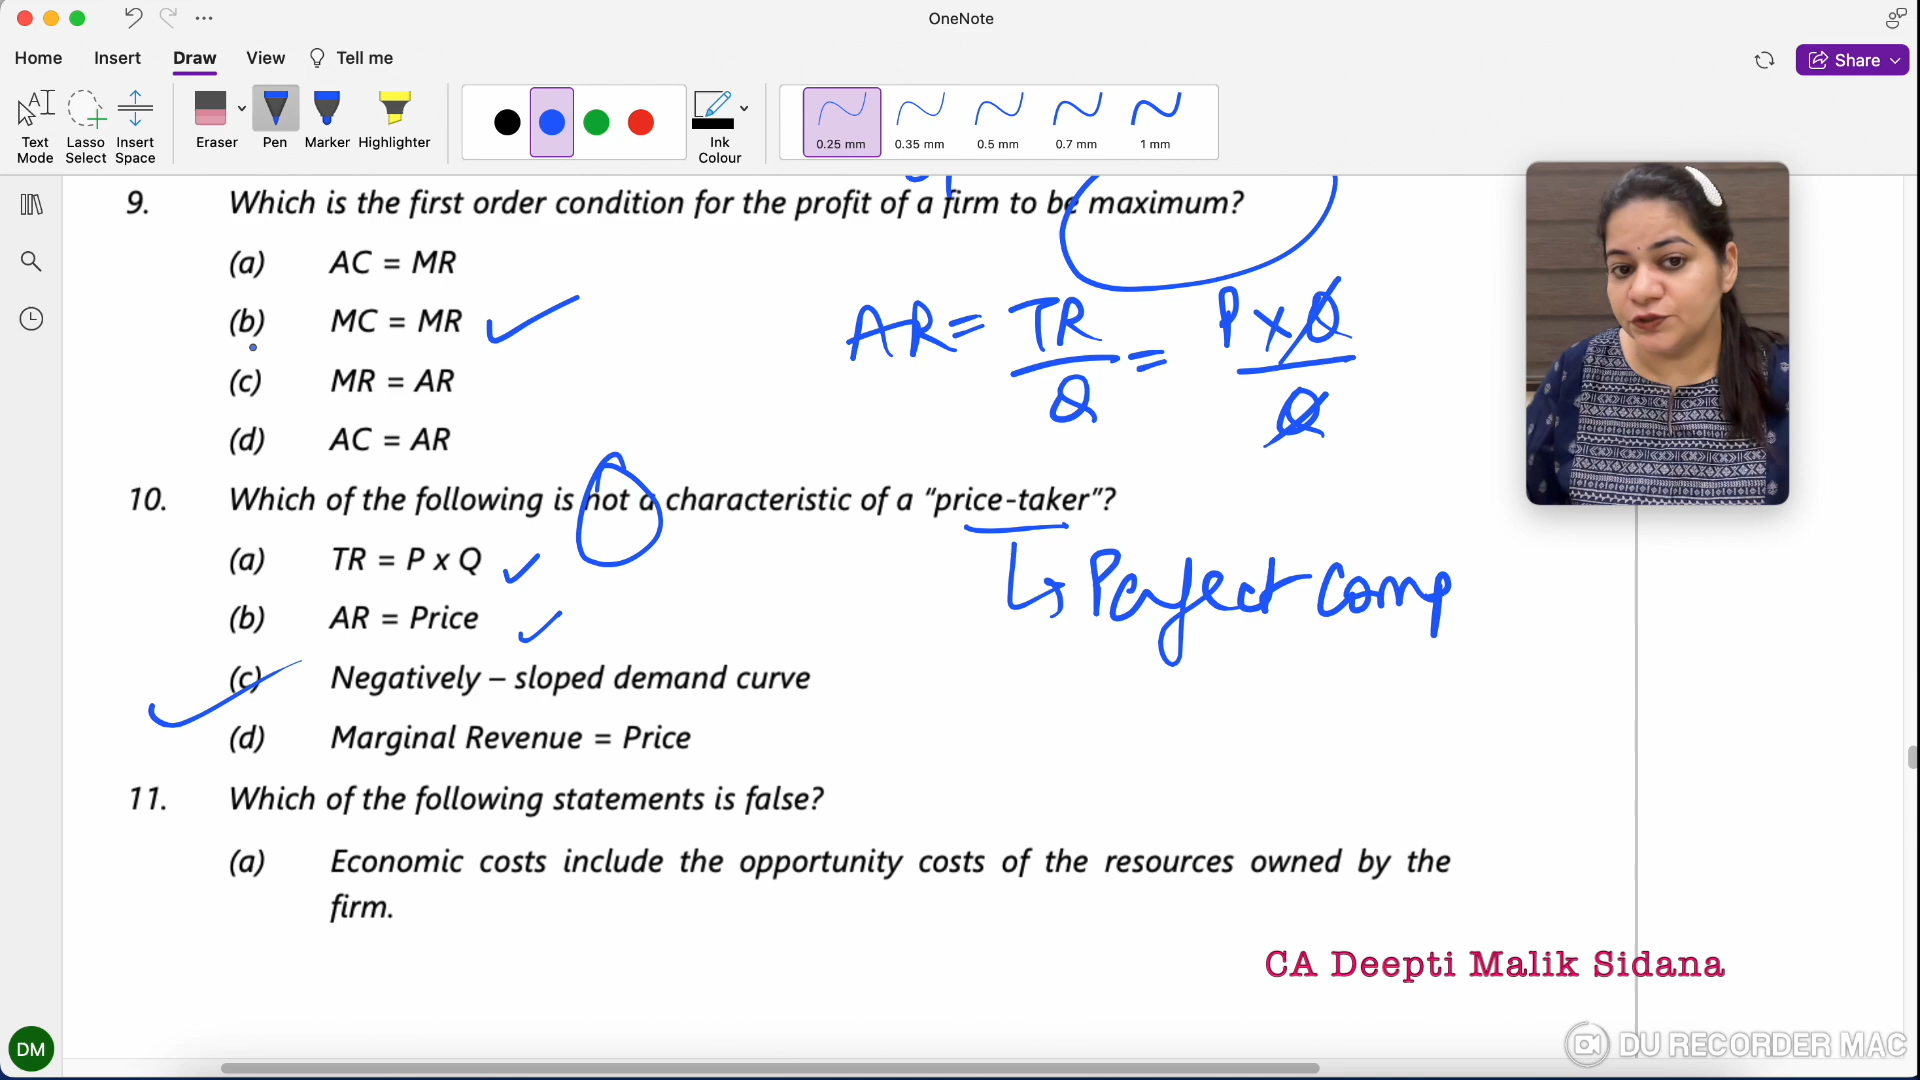 OneNote
Home Insert Draw View Tell me Share
Text Mode
Lasso Select
Insert Space
Eraser
Pen
Marker
Highlighter
Ink Colour
0.25 mm
0.35 mm
0.5 mm
0.7 mm
1 mm
9. Which is the first order condition for the profit of a firm to be maximum?
(a) AC = MR
(b) MC = MR
(c) MR = AR
(d) AC = AR
AR = TR / Q = P x Q / Q
10. Which of the following is not a characteristic of a “price-taker”?
(a) TR = P x Q
(b) AR = Price
Perfect comp
(c) Negatively – sloped demand curve
(d) Marginal Revenue = Price
11. Which of the following statements is false?
(a) Economic costs include the opportunity costs of the resources owned by the
firm.
CA Deepti Malik Sidana
DM
DU RECORDER MAC